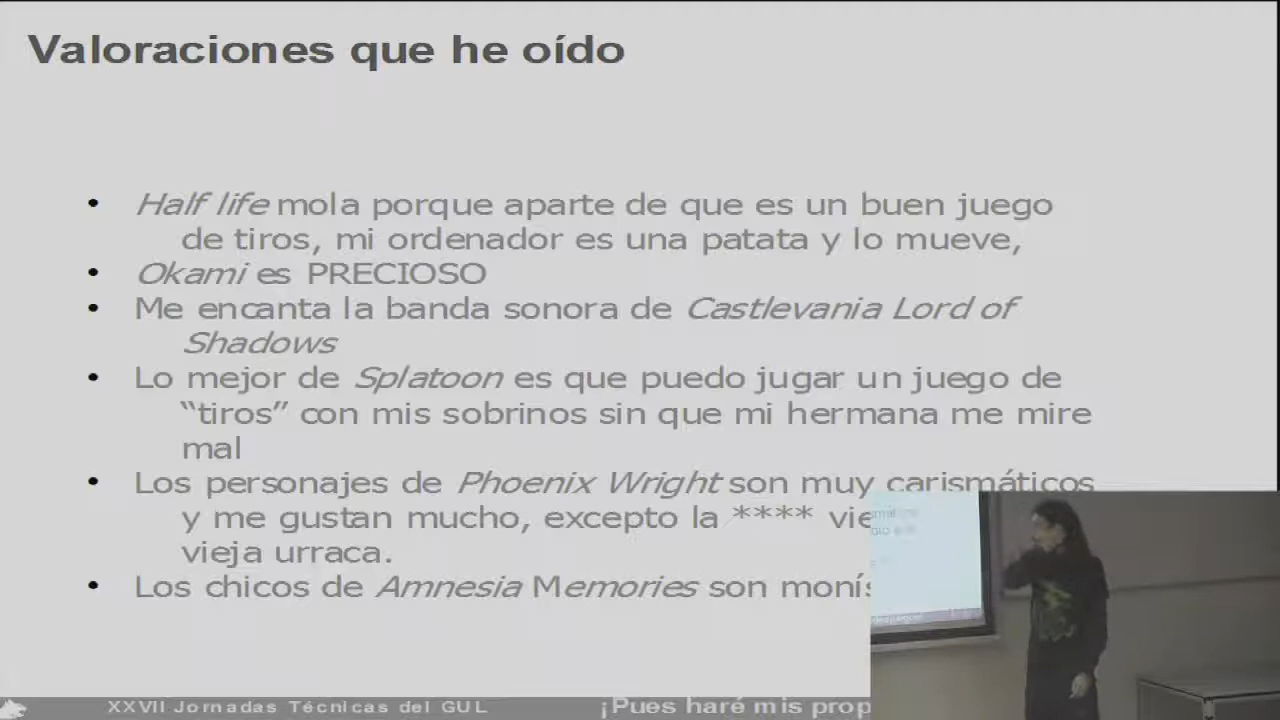 Valoraciones que he oído
• Half life mola porque aparte de que es un buen juego
de tiros, mi ordenador es una patata y lo mueve,
• Okami es PRECIOSO
• Me encanta la banda sonora de Castlevania Lord of
Shadows
• Lo mejor de Splatoon es que puedo jugar un juego de
“tiros” con mis sobrinos sin que mi hermana me mire
mal
• Los personajes de Phoenix Wright son muy carismáticos
y me gustan mucho, excepto la ****
vieja urraca.
• Los chicos de Amnesia Memories son
XXVII Jornadas Técnicas del GUL
¡Pues haré mis